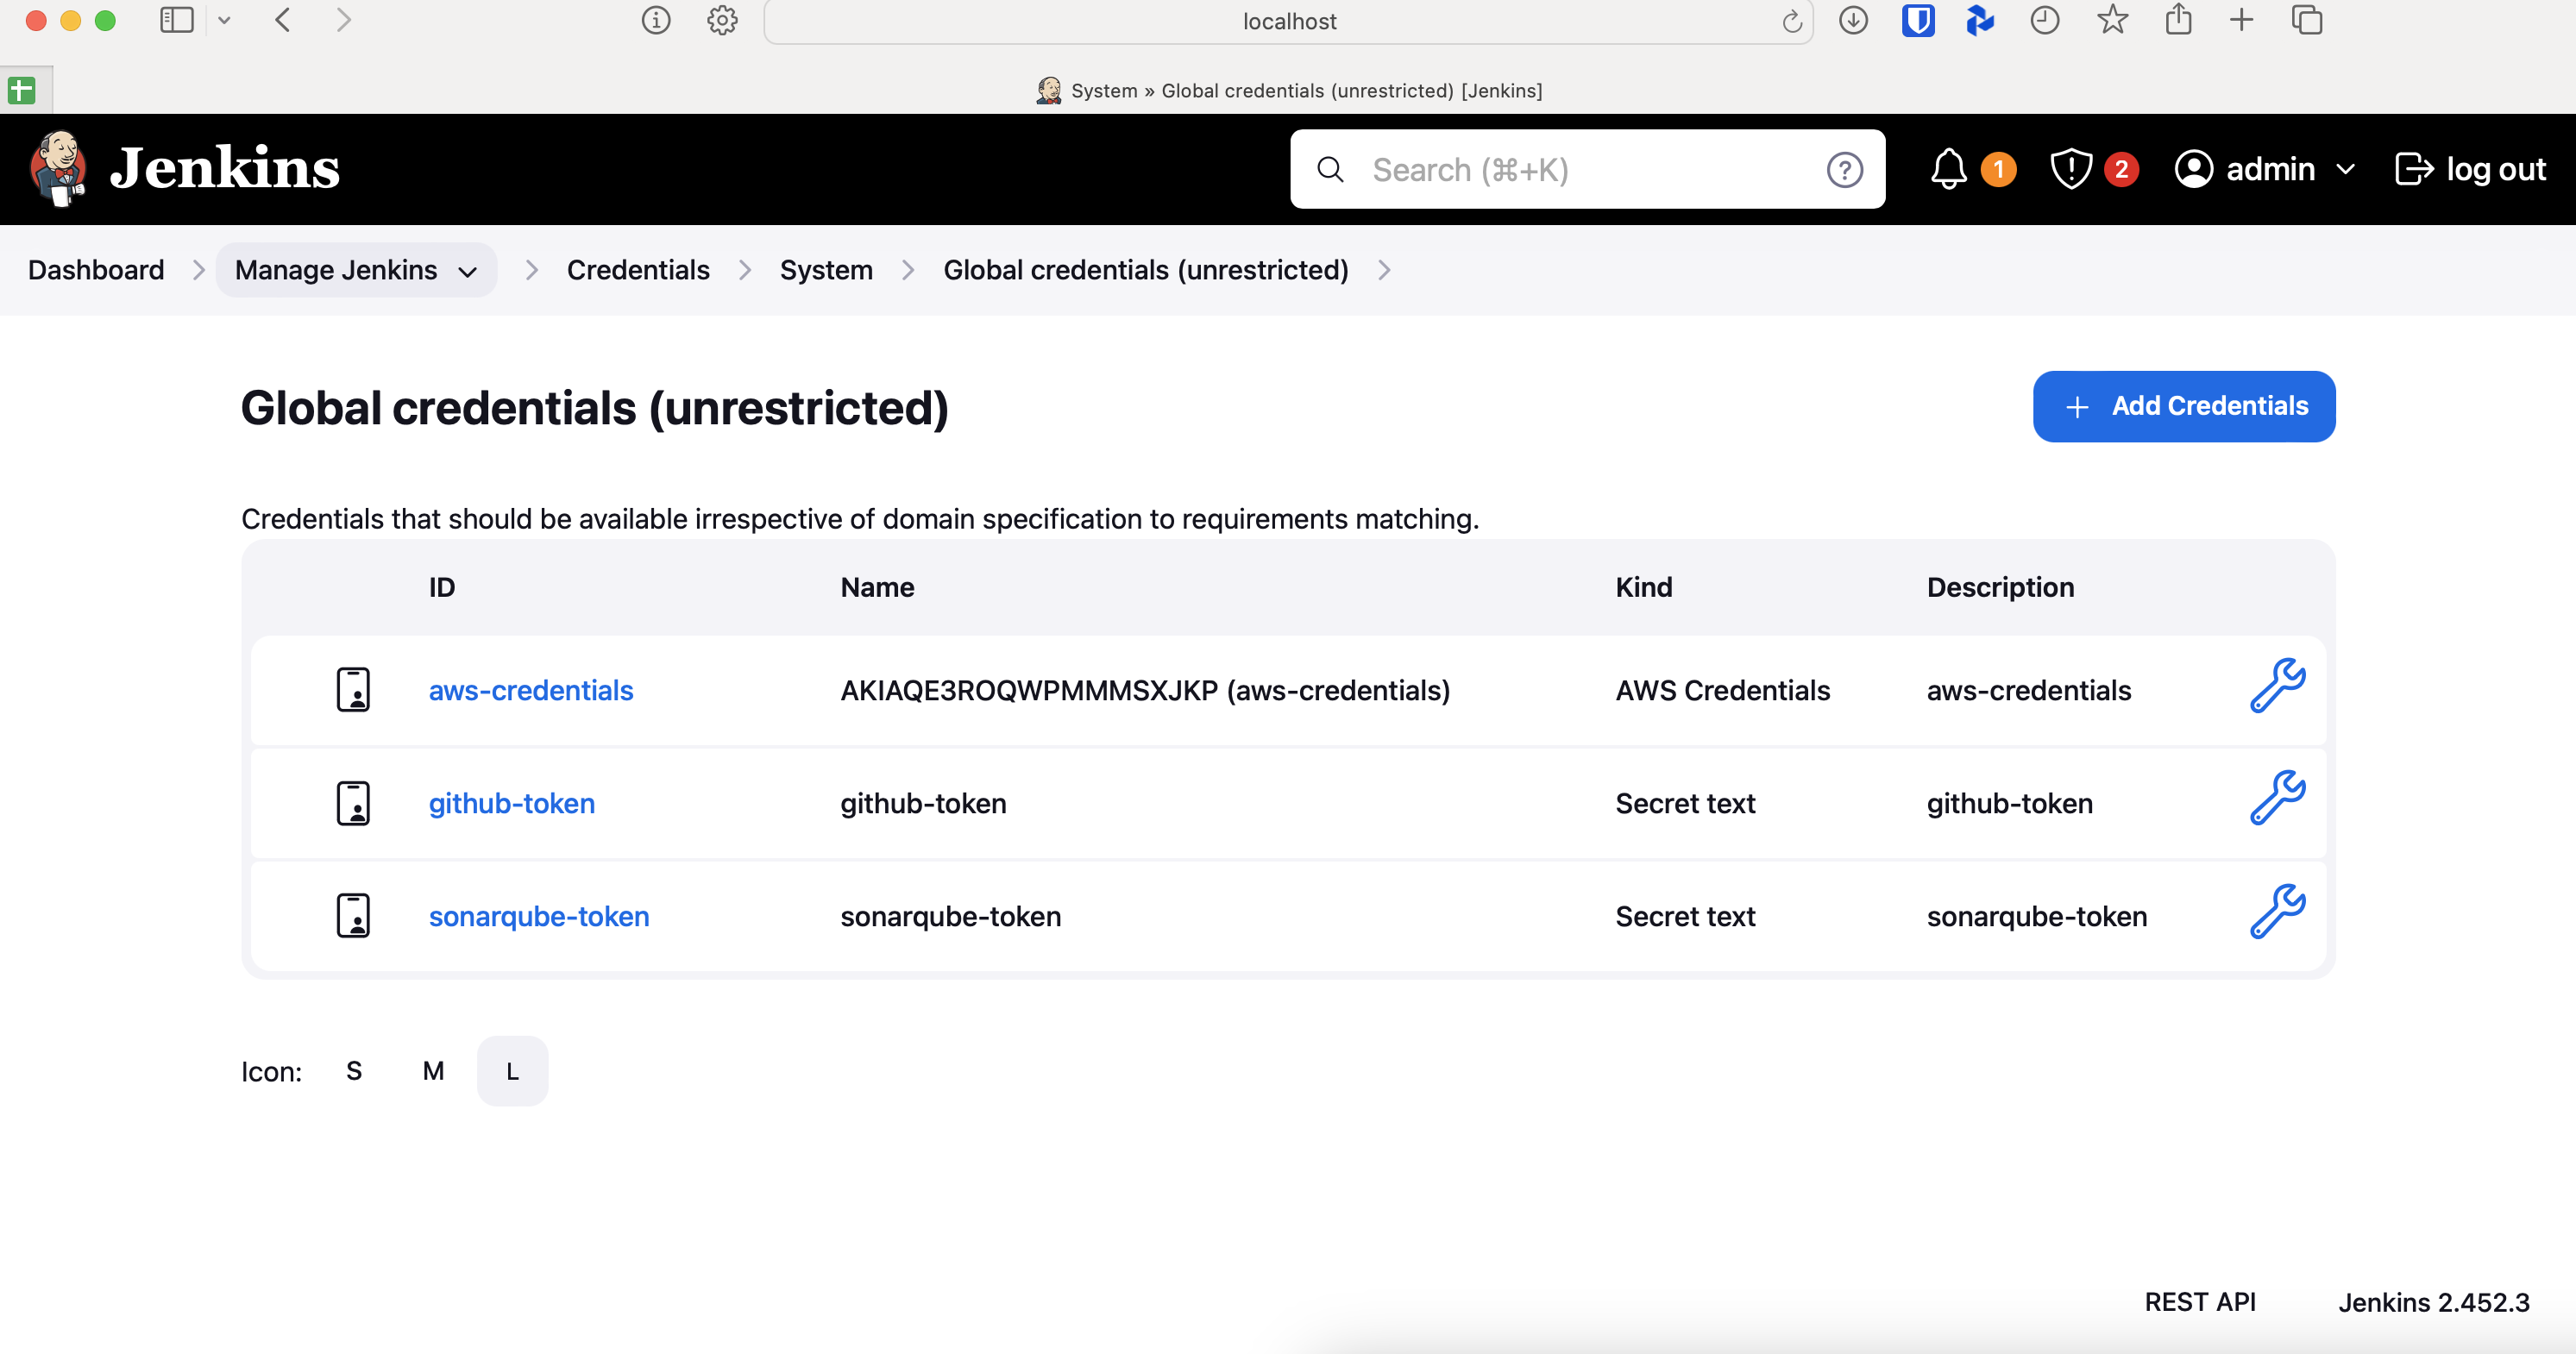 localhost
System » Global credentials (unrestricted) [Jenkins]
Jenkins
Search (⌘+K)
1
2
admin
log out
Dashboard
Manage Jenkins
Credentials
System
Global credentials (unrestricted)
Global credentials (unrestricted)
Add Credentials
Credentials that should be available irrespective of domain specification to requirements matching.
ID Name Kind Description
aws-credentials AKIAQE3ROQWPMMMSXJKP (aws-credentials) AWS Credentials aws-credentials
github-token github-token Secret text github-token
sonarqube-token sonarqube-token Secret text sonarqube-token
Icon: S M L
REST API Jenkins 2.452.3